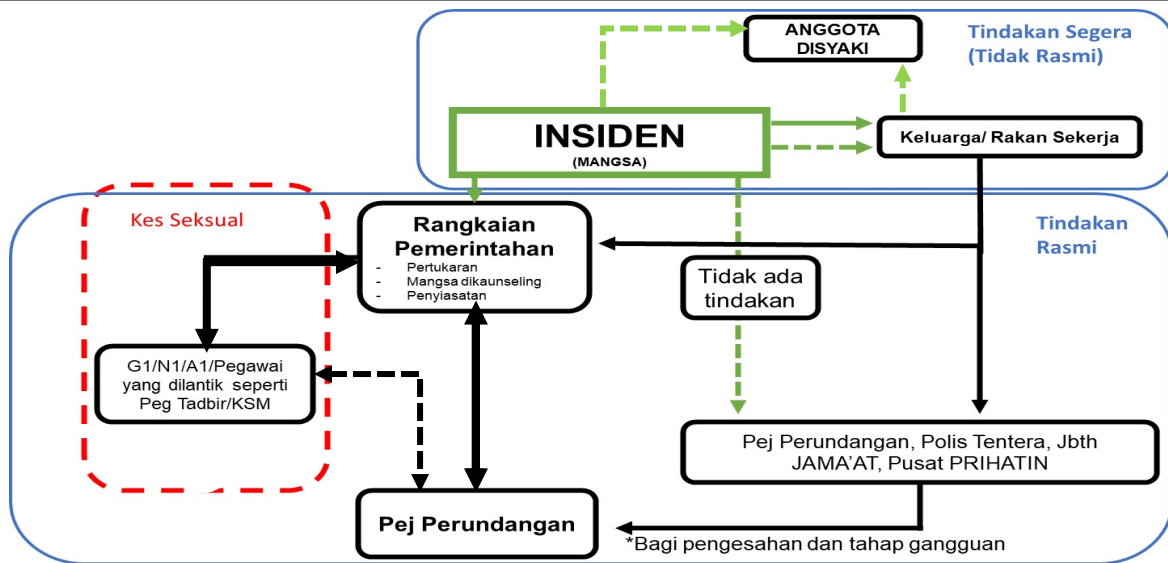 ANGGOTA
DISYAKI
Tindakan Segera
(Tidak Rasmi)
INSIDEN
(MANGSA)
Keluarga/ Rakan Sekerja
Kes Seksual
Rangkaian
Pemerintahan
- Pertukaran
- Mangsa dikaunseling
- Penyiasatan
Tindakan
Rasmi
Tidak ada
tindakan
G1/N1/A1/Pegawai
yang dilantik seperti
Peg Tadbir/KSM
Pej Perundangan, Polis Tentera, Jbth
JAMA'AT, Pusat PRIHATIN
Pej Perundangan
*Bagi pengesahan dan tahap gangguan